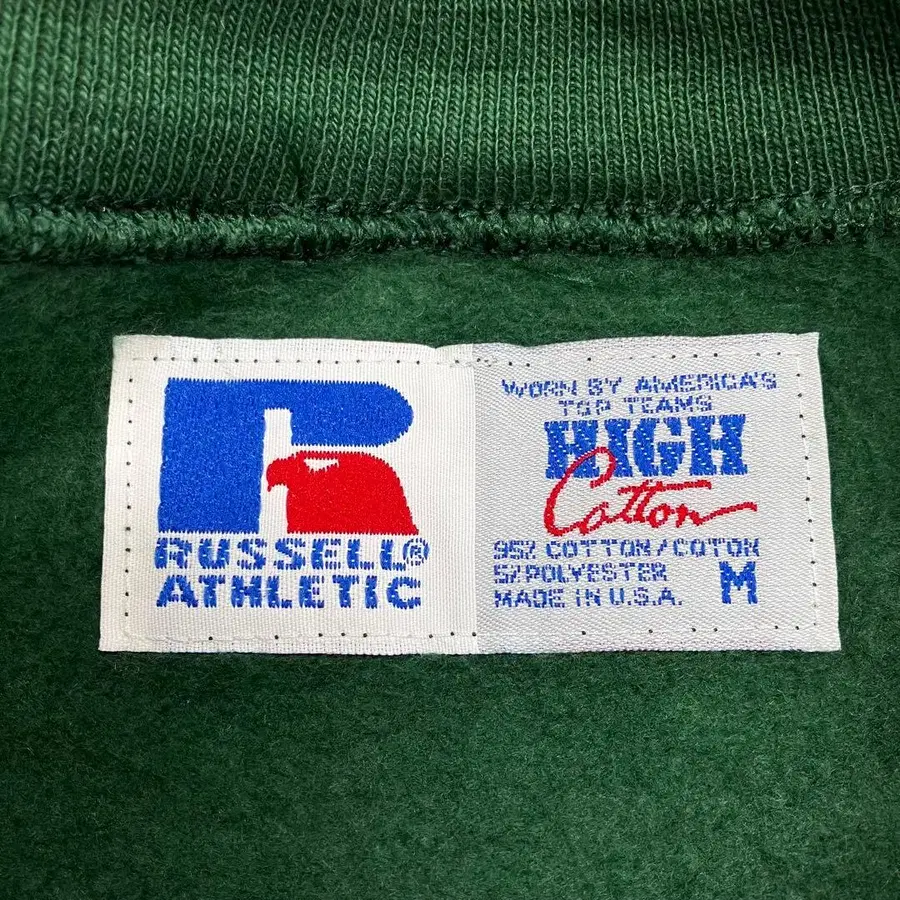 RUSSELL®
ATHLETIC
WORN BY AMERICA'S
TOP TEAMS
HIGH
Cotton
95% COTTON/COTON
5% POLYESTER
MADE IN U.S.A. M